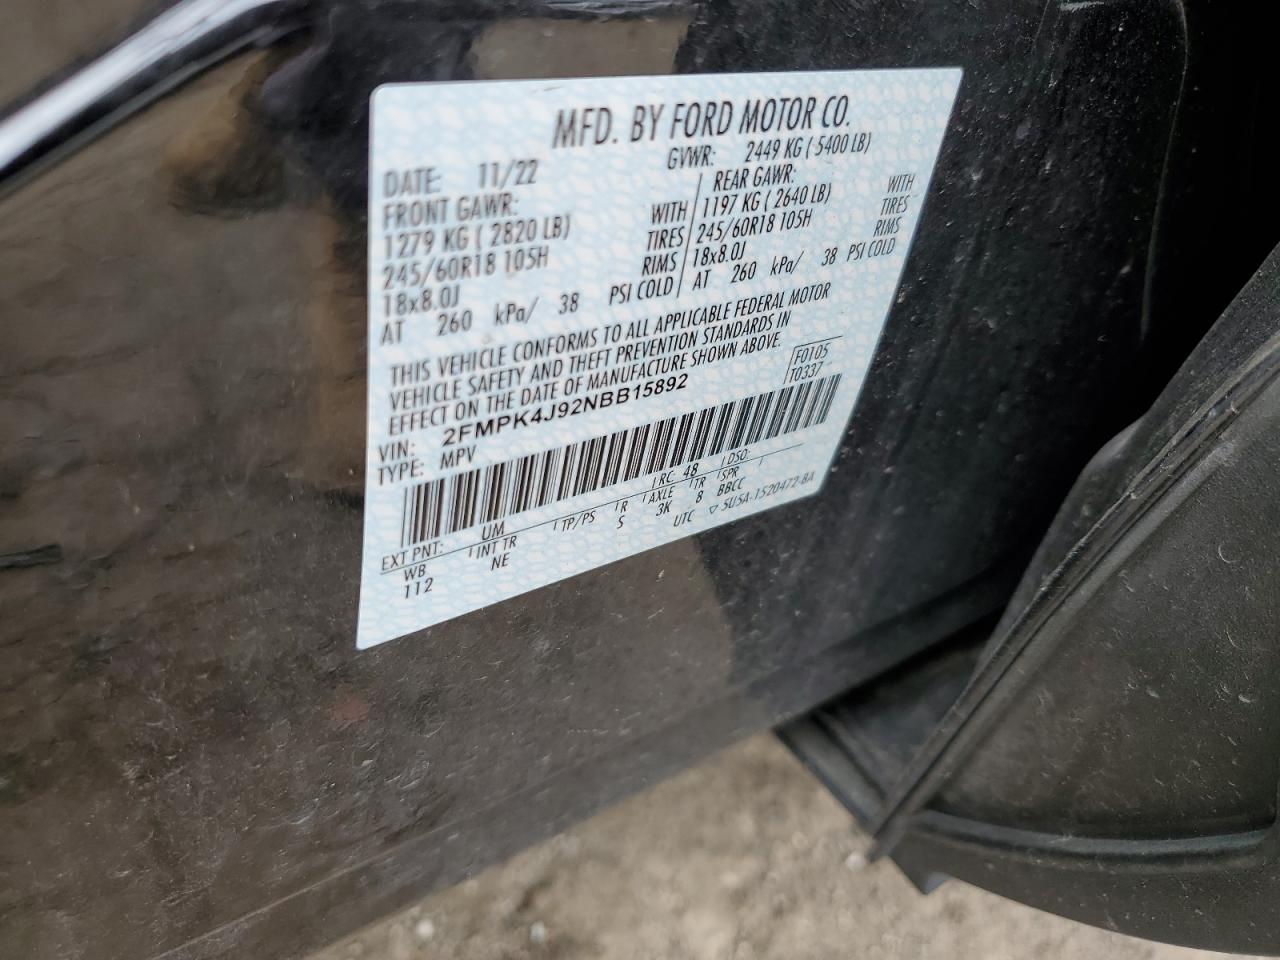 MFD. BY FORD MOTOR CO.
DATE: 11/22 GVWR: 2449 KG ( 5400 LB)
FRONT GAWR: REAR GAWR:
1279 KG ( 2820 LB) WITH 1197 KG ( 2640 LB) WITH
245/60R18 105H TIRES 245/60R18 105H TIRES
18x8.0J RIMS 18x8.0J RIMS
AT 260 kPa/ 38 PSI COLD AT 260 kPa/ 38 PSI COLD
THIS VEHICLE CONFORMS TO ALL APPLICABLE FEDERAL MOTOR
VEHICLE SAFETY AND THEFT PREVENTION STANDARDS IN
EFFECT ON THE DATE OF MANUFACTURE SHOWN ABOVE.
VIN: 2FMPK4J92NBB15892 F0105
TYPE: MPV T0337
EXT PNT: UM RC: 48 DSO:
WB INT TR TP/PS R AXLE TR SPR
112 NE S 3K 8 BBCC
UTC ▽ 5U5A-1520472-BA